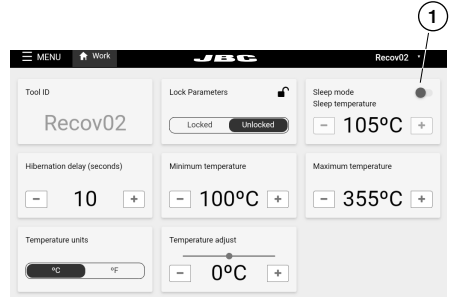 1
MENU Work JBC Recov02
Tool ID
Recov02
Lock Parameters
Locked Unlocked
Sleep mode
Sleep temperature
- 105ºC +
Hibernation delay (seconds)
- 10 +
Minimum temperature
- 100ºC +
Maximum temperature
- 355ºC +
Temperature units
ºC ºF
Temperature adjust
- 0ºC +